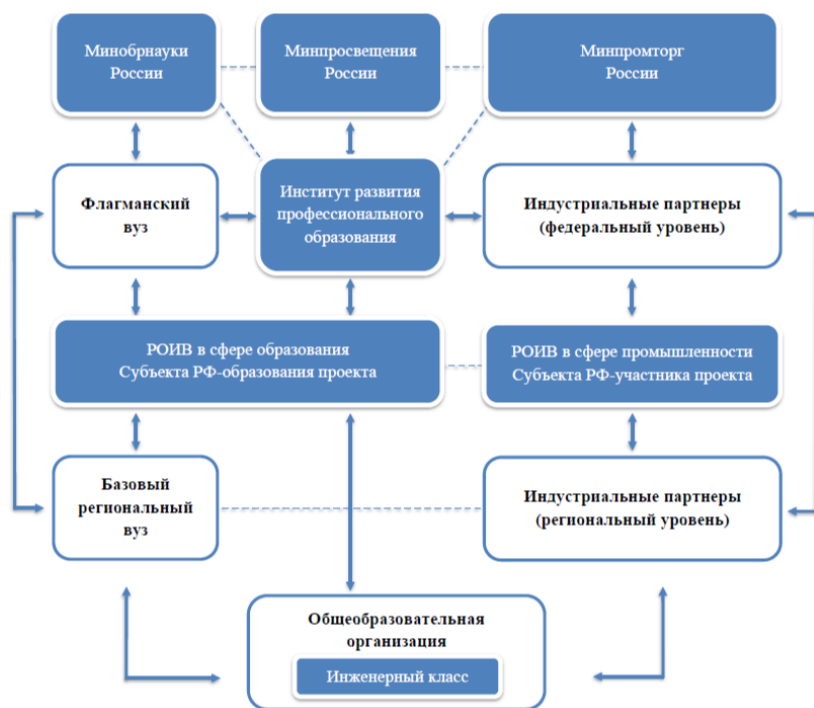 Минобрнауки
России
Минпросвещения
России
Минпромторг
России
Флагманский
вуз
Институт развития
профессионального
образования
Индустриальные партнеры
(федеральный уровень)
РОИВ в сфере образования
Субъекта РФ-образования проекта
РОИВ в сфере промышленности
Субъекта РФ-участника проекта
Базовый
региональный
вуз
Индустриальные партнеры
(региональный уровень)
Общеобразовательная
организация
Инженерный класс